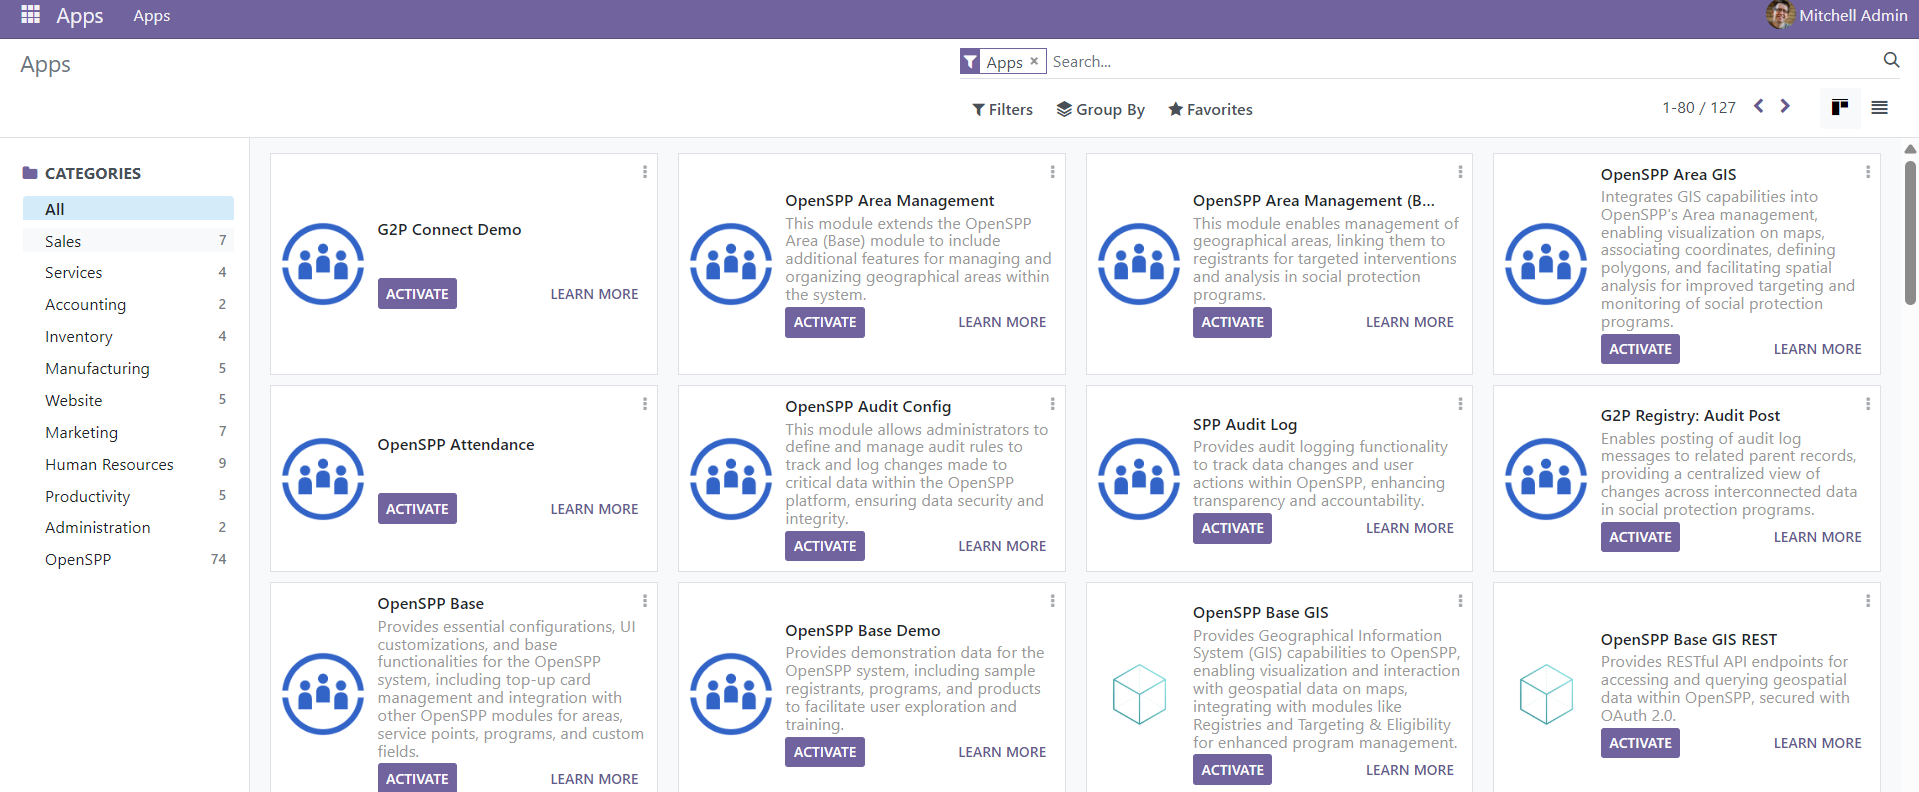 Apps
Apps
Mitchell Admin
Apps
Apps ×
Search...
Filters
Group By
Favorites
1-80 / 127
CATEGORIES
All
Sales 7
Services 4
Accounting 2
Inventory 4
Manufacturing 5
Website 5
Marketing 7
Human Resources 9
Productivity 5
Administration 2
OpenSPP 74
G2P Connect Demo
ACTIVATE
LEARN MORE
OpenSPP Area Management
This module extends the OpenSPP
Area (Base) module to include
additional features for managing and
organizing geographical areas within
the system.
ACTIVATE
LEARN MORE
OpenSPP Area Management (B...
This module enables management of
geographical areas, linking them to
registrants for targeted interventions
and analysis in social protection
programs.
ACTIVATE
LEARN MORE
OpenSPP Area GIS
Integrates GIS capabilities into
OpenSPP's Area management,
enabling visualization on maps,
associating coordinates, defining
polygons, and facilitating spatial
analysis for improved targeting and
monitoring of social protection
programs.
ACTIVATE
LEARN MORE
OpenSPP Attendance
ACTIVATE
LEARN MORE
OpenSPP Audit Config
This module allows administrators to
define and manage audit rules to
track and log changes made to
critical data within the OpenSPP
platform, ensuring data security and
integrity.
ACTIVATE
LEARN MORE
SPP Audit Log
Provides audit logging functionality
to track data changes and user
actions within OpenSPP, enhancing
transparency and accountability.
ACTIVATE
LEARN MORE
G2P Registry: Audit Post
Enables posting of audit log
messages to related parent records,
providing a centralized view of
changes across interconnected data
in social protection programs.
ACTIVATE
LEARN MORE
OpenSPP Base
Provides essential configurations, UI
customizations, and base
functionalities for the OpenSPP
system, including top-up card
management and integration with
other OpenSPP modules for areas,
service points, programs, and custom
fields.
ACTIVATE
LEARN MORE
OpenSPP Base Demo
Provides demonstration data for the
OpenSPP system, including sample
registrants, programs, and products
to facilitate user exploration and
training.
ACTIVATE
LEARN MORE
OpenSPP Base GIS
Provides Geographical Information
System (GIS) capabilities to OpenSPP,
enabling visualization and interaction
with geospatial data on maps,
integrating with modules like
Registries and Targeting & Eligibility
for enhanced program management.
ACTIVATE
LEARN MORE
OpenSPP Base GIS REST
Provides RESTful API endpoints for
accessing and querying geospatial
data within OpenSPP, secured with
OAuth 2.0.
ACTIVATE
LEARN MORE